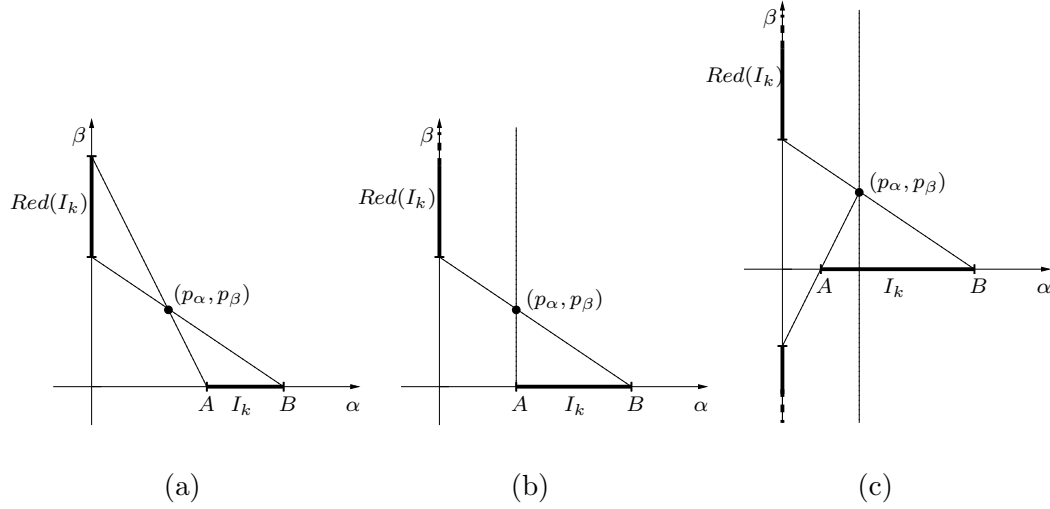 β
Red(I_k)
(p_α, p_β)
A
I_k
B
α
(a)
β
Red(I_k)
(p_α, p_β)
A
I_k
B
α
(b)
β
Red(I_k)
(p_α, p_β)
A
I_k
B
α
(c)